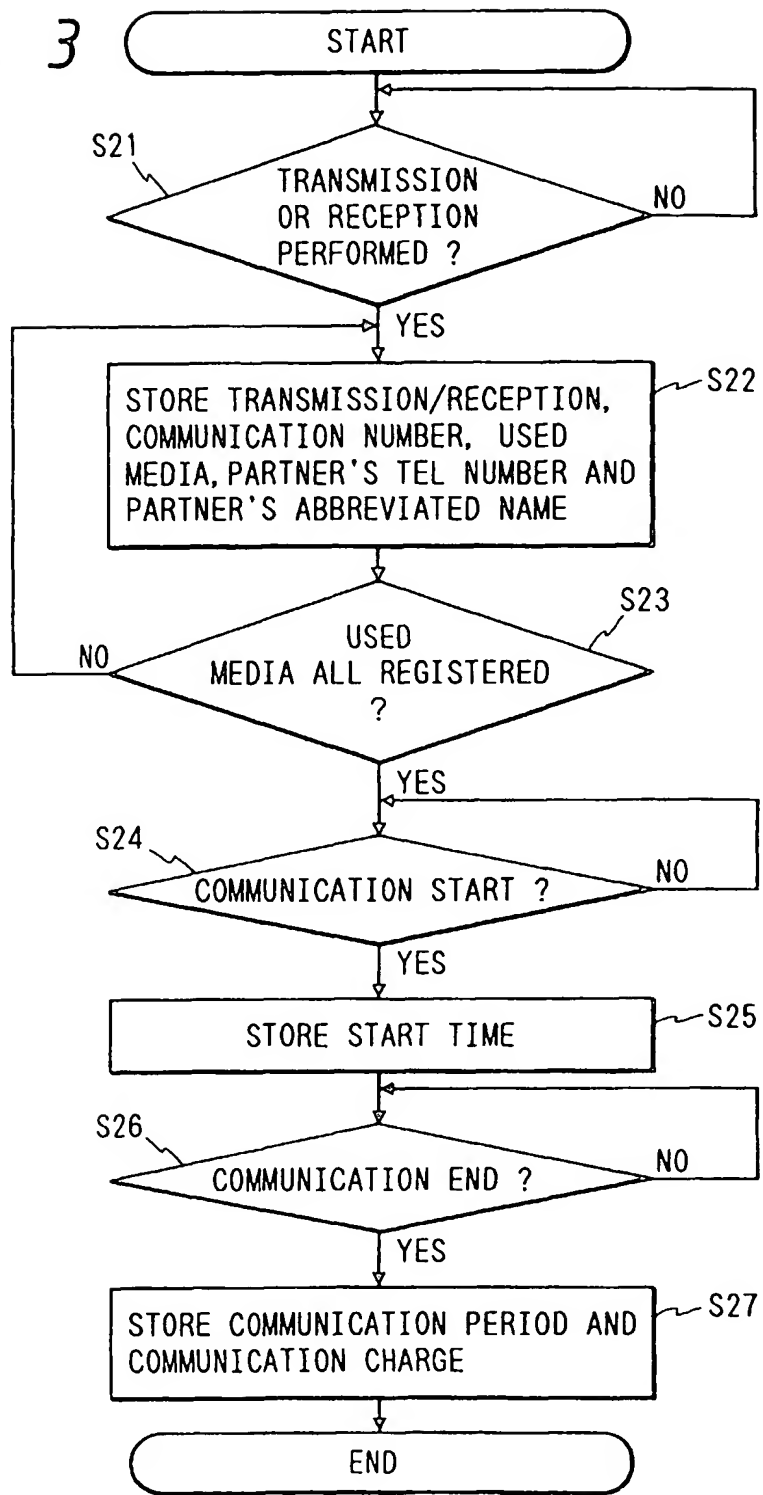 3
START
S21
TRANSMISSION
OR RECEPTION
PERFORMED ?
NO
YES
S22
STORE TRANSMISSION/RECEPTION,
COMMUNICATION NUMBER, USED
MEDIA, PARTNER'S TEL NUMBER AND
PARTNER'S ABBREVIATED NAME
S23
USED
MEDIA ALL REGISTERED
?
NO
YES
S24
COMMUNICATION START ?
NO
YES
STORE START TIME
S25
S26
COMMUNICATION END ?
NO
YES
S27
STORE COMMUNICATION PERIOD AND
COMMUNICATION CHARGE
END